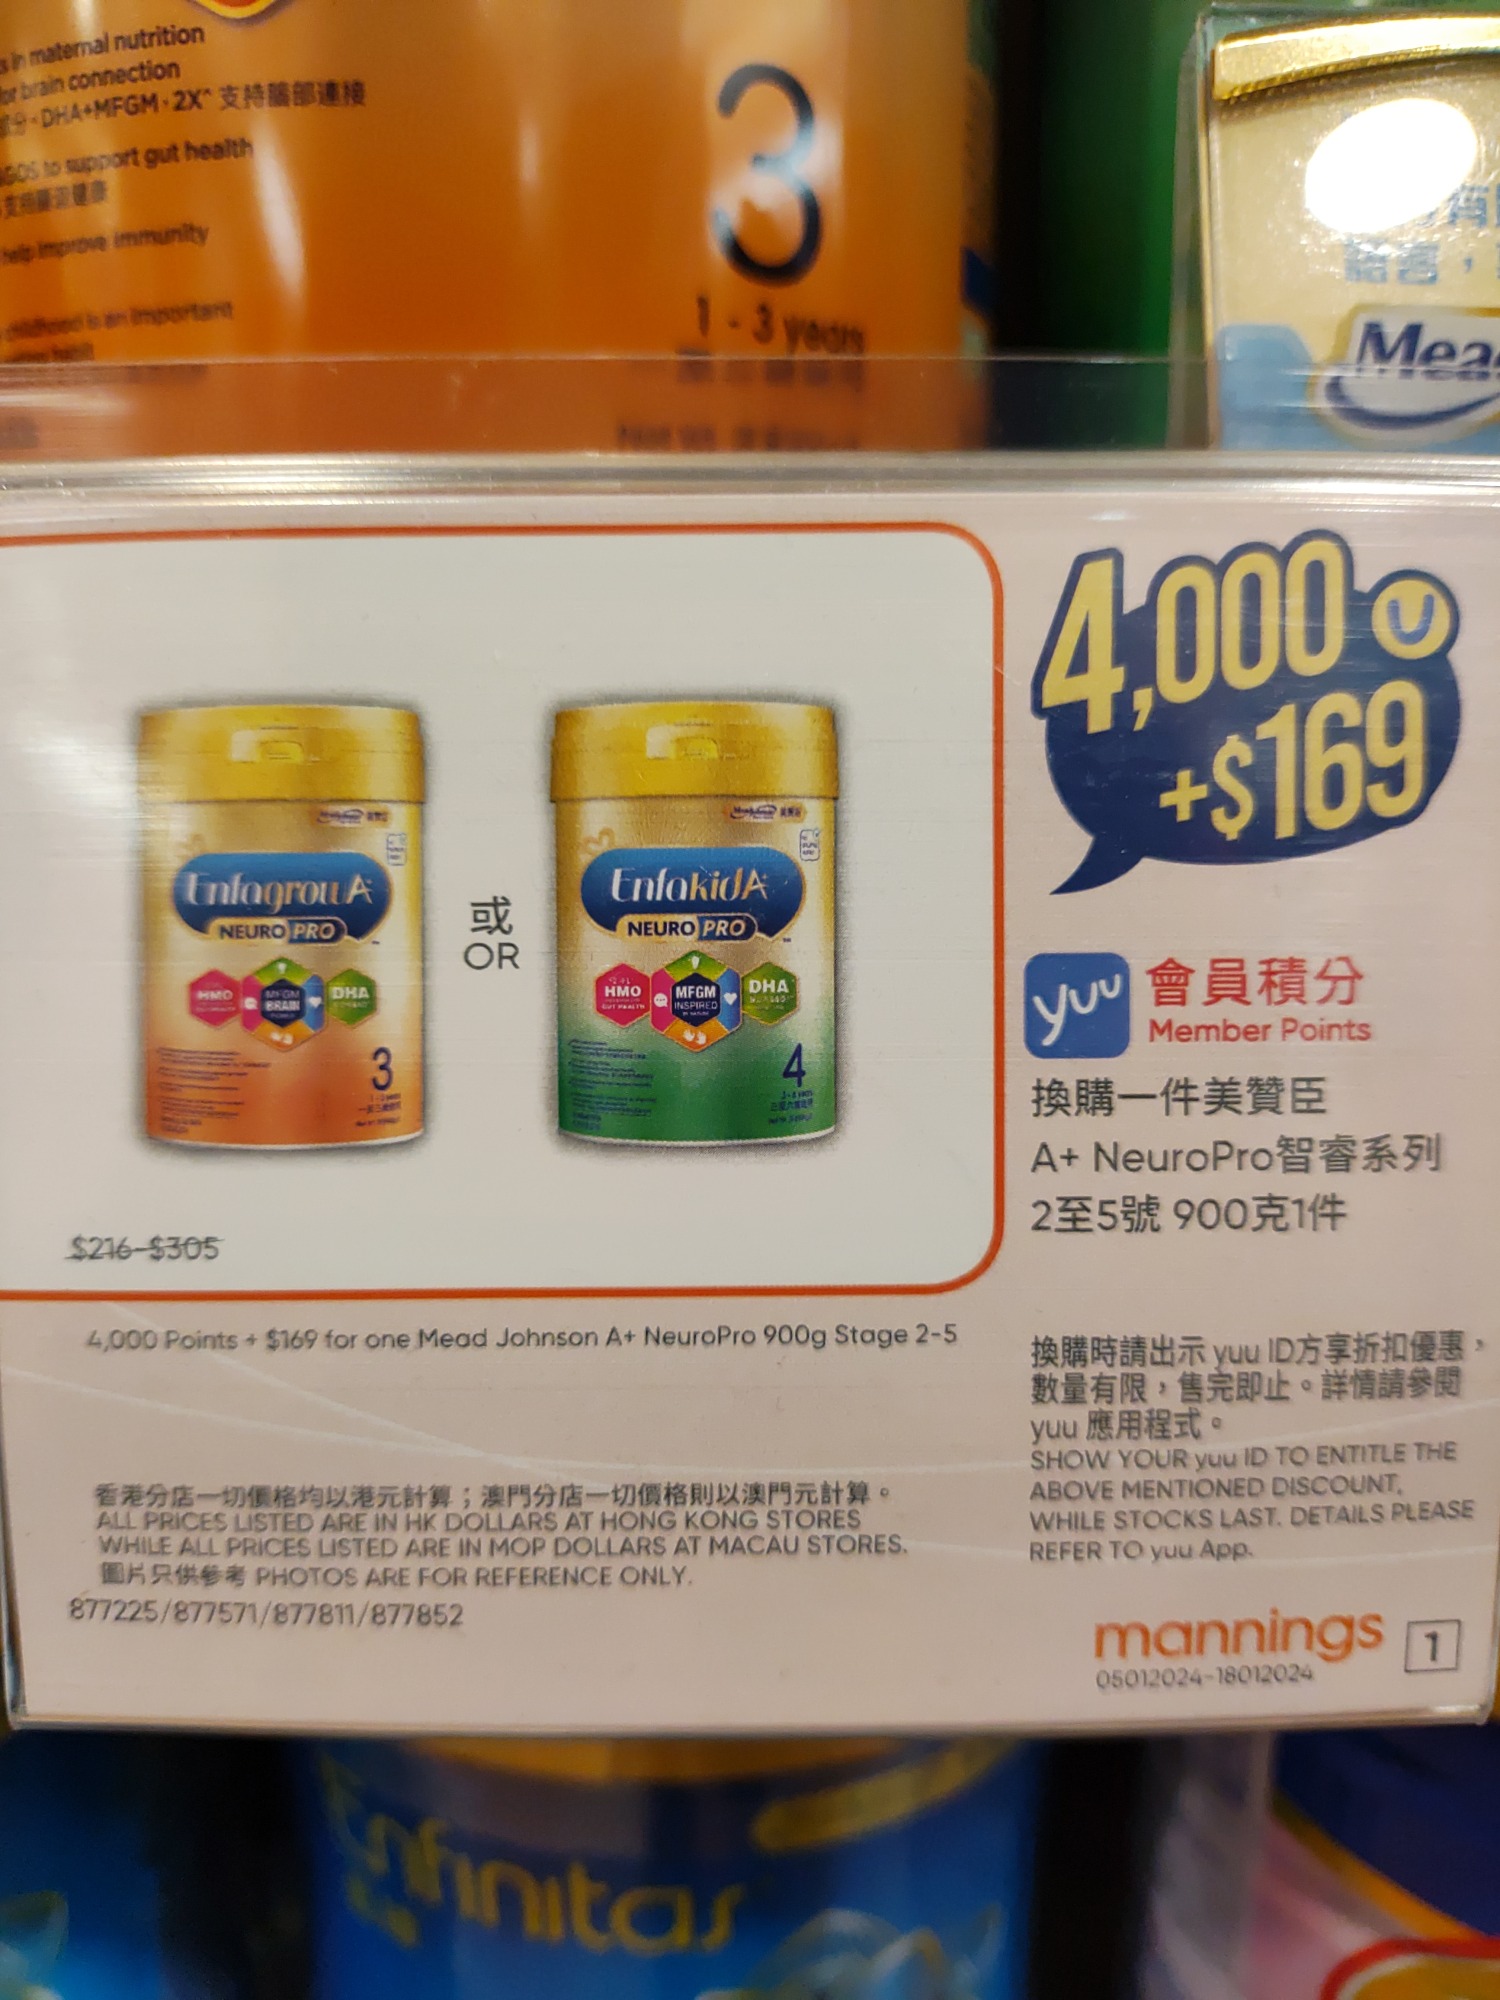 in maternal nutrition
brain connection
DHA+MFGM, 2X^ 支持腦部連接
GOS to support gut health
help improve immunity
childhood is an important
3
1 - 3 years
Mea
4,000 U
+$169
EnfagrowA+
NEURO PRO
HMO
MFGM
BRAIN
DHA
3
或
OR
EnfakidA+
NEURO PRO
HMO
MFGM
INSPIRED
DHA
4
$216-$305
yuu 會員積分
Member Points
換購一件美贊臣
A+ NeuroPro智睿系列
2至5號 900克1件
4,000 Points + $169 for one Mead Johnson A+ NeuroPro 900g Stage 2-5
換購時請出示 yuu ID方享折扣優惠，
數量有限，售完即止。詳情請參閱
yuu 應用程式。
SHOW YOUR yuu ID TO ENTITLE THE
ABOVE MENTIONED DISCOUNT,
WHILE STOCKS LAST. DETAILS PLEASE
REFER TO yuu App.
香港分店一切價格均以港元計算；澳門分店一切價格則以澳門元計算。
ALL PRICES LISTED ARE IN HK DOLLARS AT HONG KONG STORES
WHILE ALL PRICES LISTED ARE IN MOP DOLLARS AT MACAU STORES.
圖片只供參考 PHOTOS ARE FOR REFERENCE ONLY.
877225/877571/877811/877852
mannings 1
05012024-18012024
Enfinitas